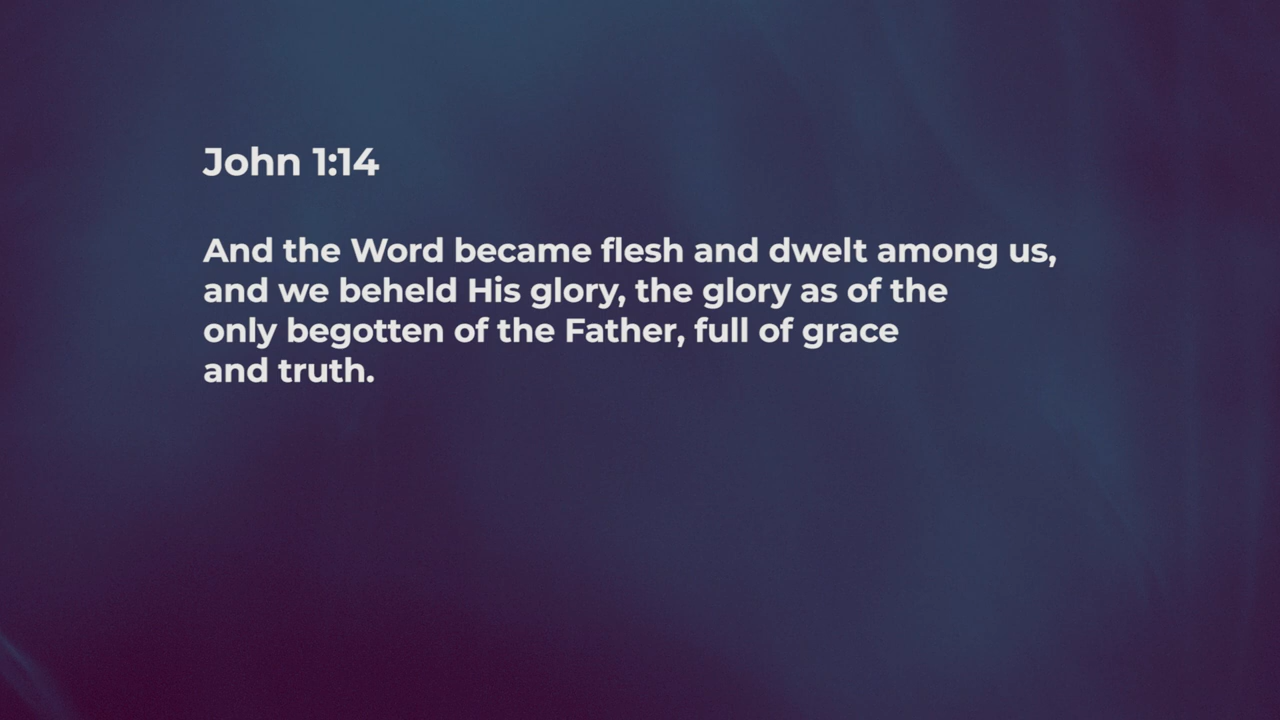 John 1:14
And the Word became flesh and dwelt among us,
and we beheld His glory, the glory as of the
only begotten of the Father, full of grace
and truth.